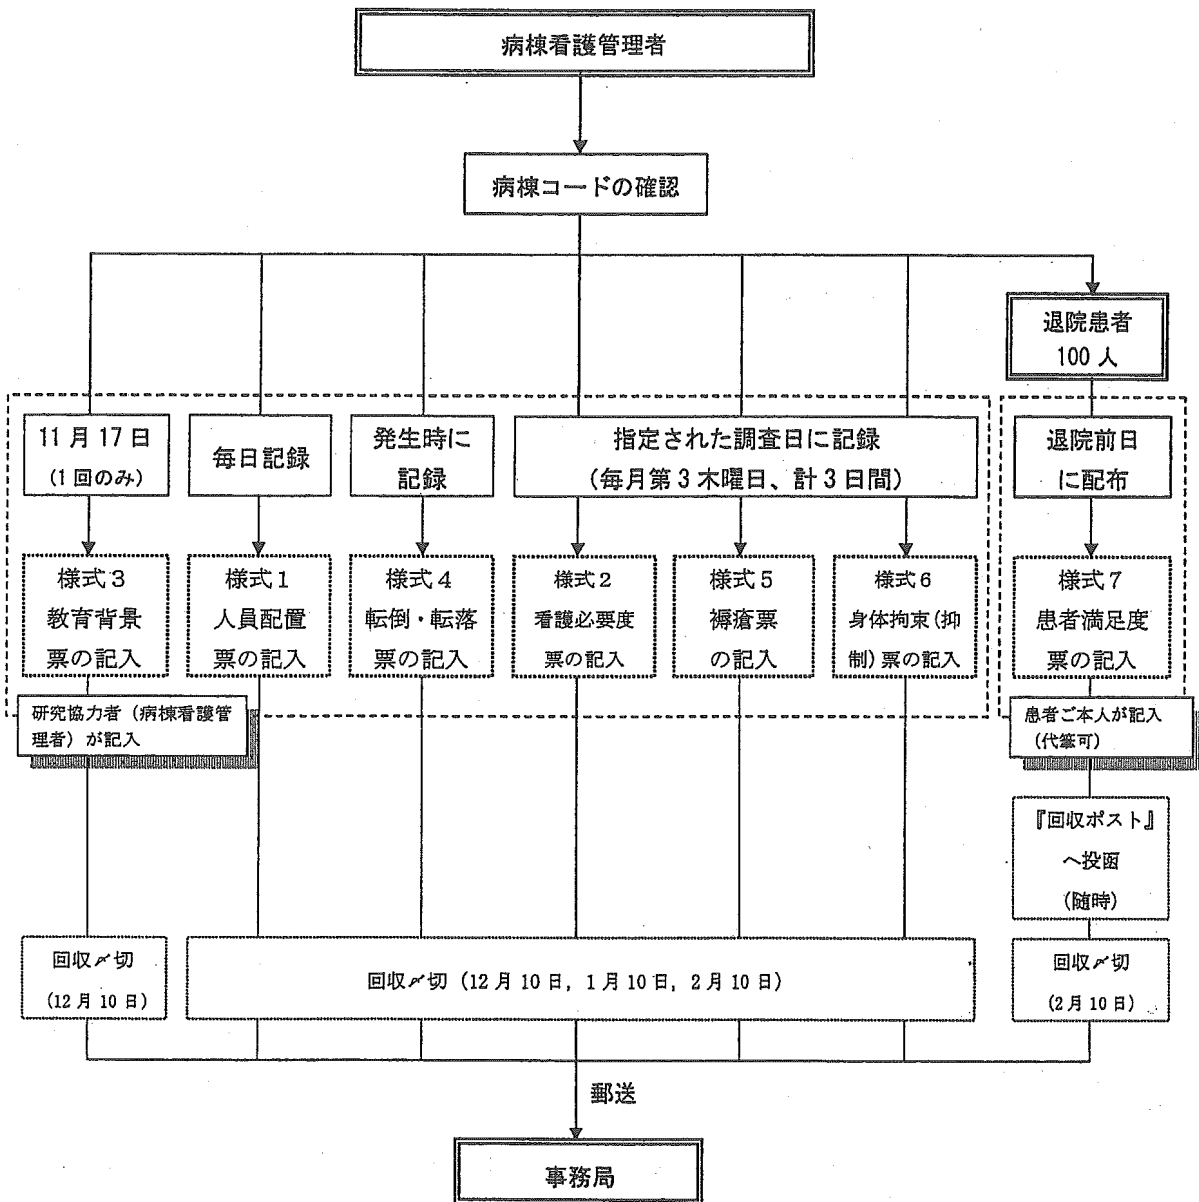 病棟看護管理者
病棟コードの確認
退院患者
100人
11月17日
(1回のみ)
毎日記録
発生時に
記録
指定された調査日に記録
(毎月第3木曜日、計3日間)
退院前日
に配布
様式3
教育背景
票の記入
様式1
人員配置
票の記入
様式4
転倒・転落
票の記入
様式2
看護必要度
票の記入
様式5
褥瘡票
の記入
様式6
身体拘束(抑
制)票の記入
様式7
患者満足度
票の記入
研究協力者(病棟看護管
理者)が記入
患者ご本人が記入
(代筆可)
『回収ポスト』
へ投函
(随時)
回収〆切
(12月10日)
回収〆切(12月10日, 1月10日, 2月10日)
回収〆切
(2月10日)
郵送
事務局